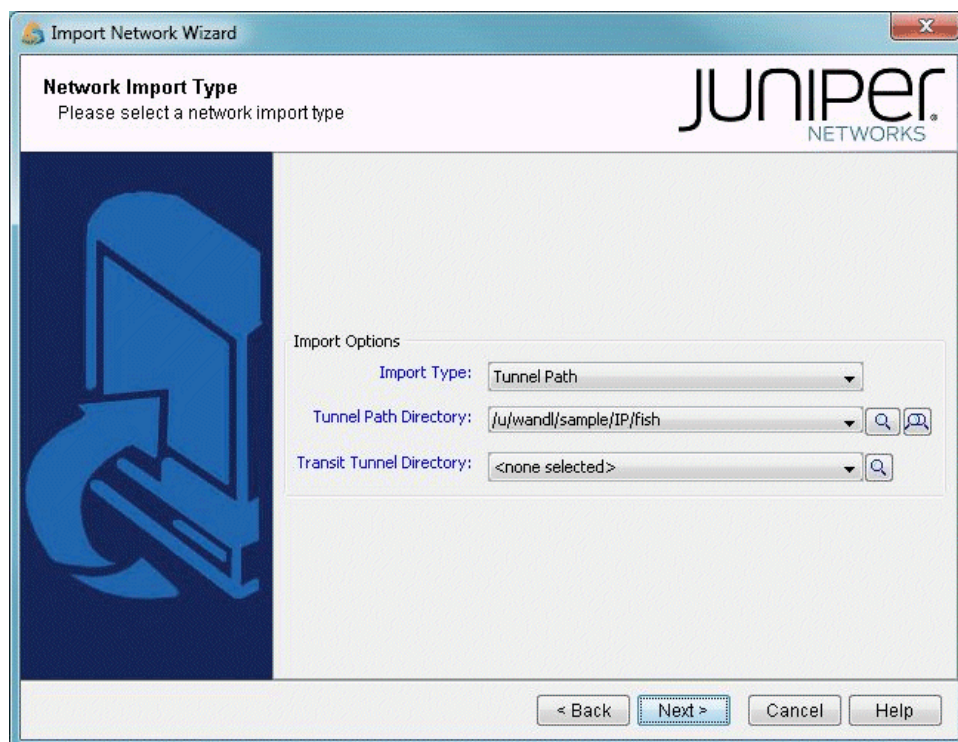 Import Network Wizard
Network Import Type
Please select a network import type
JUNIPER
NETWORKS
Import Options
Import Type: Tunnel Path
Tunnel Path Directory: /u/wandl/sample/IP/fish
Transit Tunnel Directory: <none selected>
< Back Next > Cancel Help